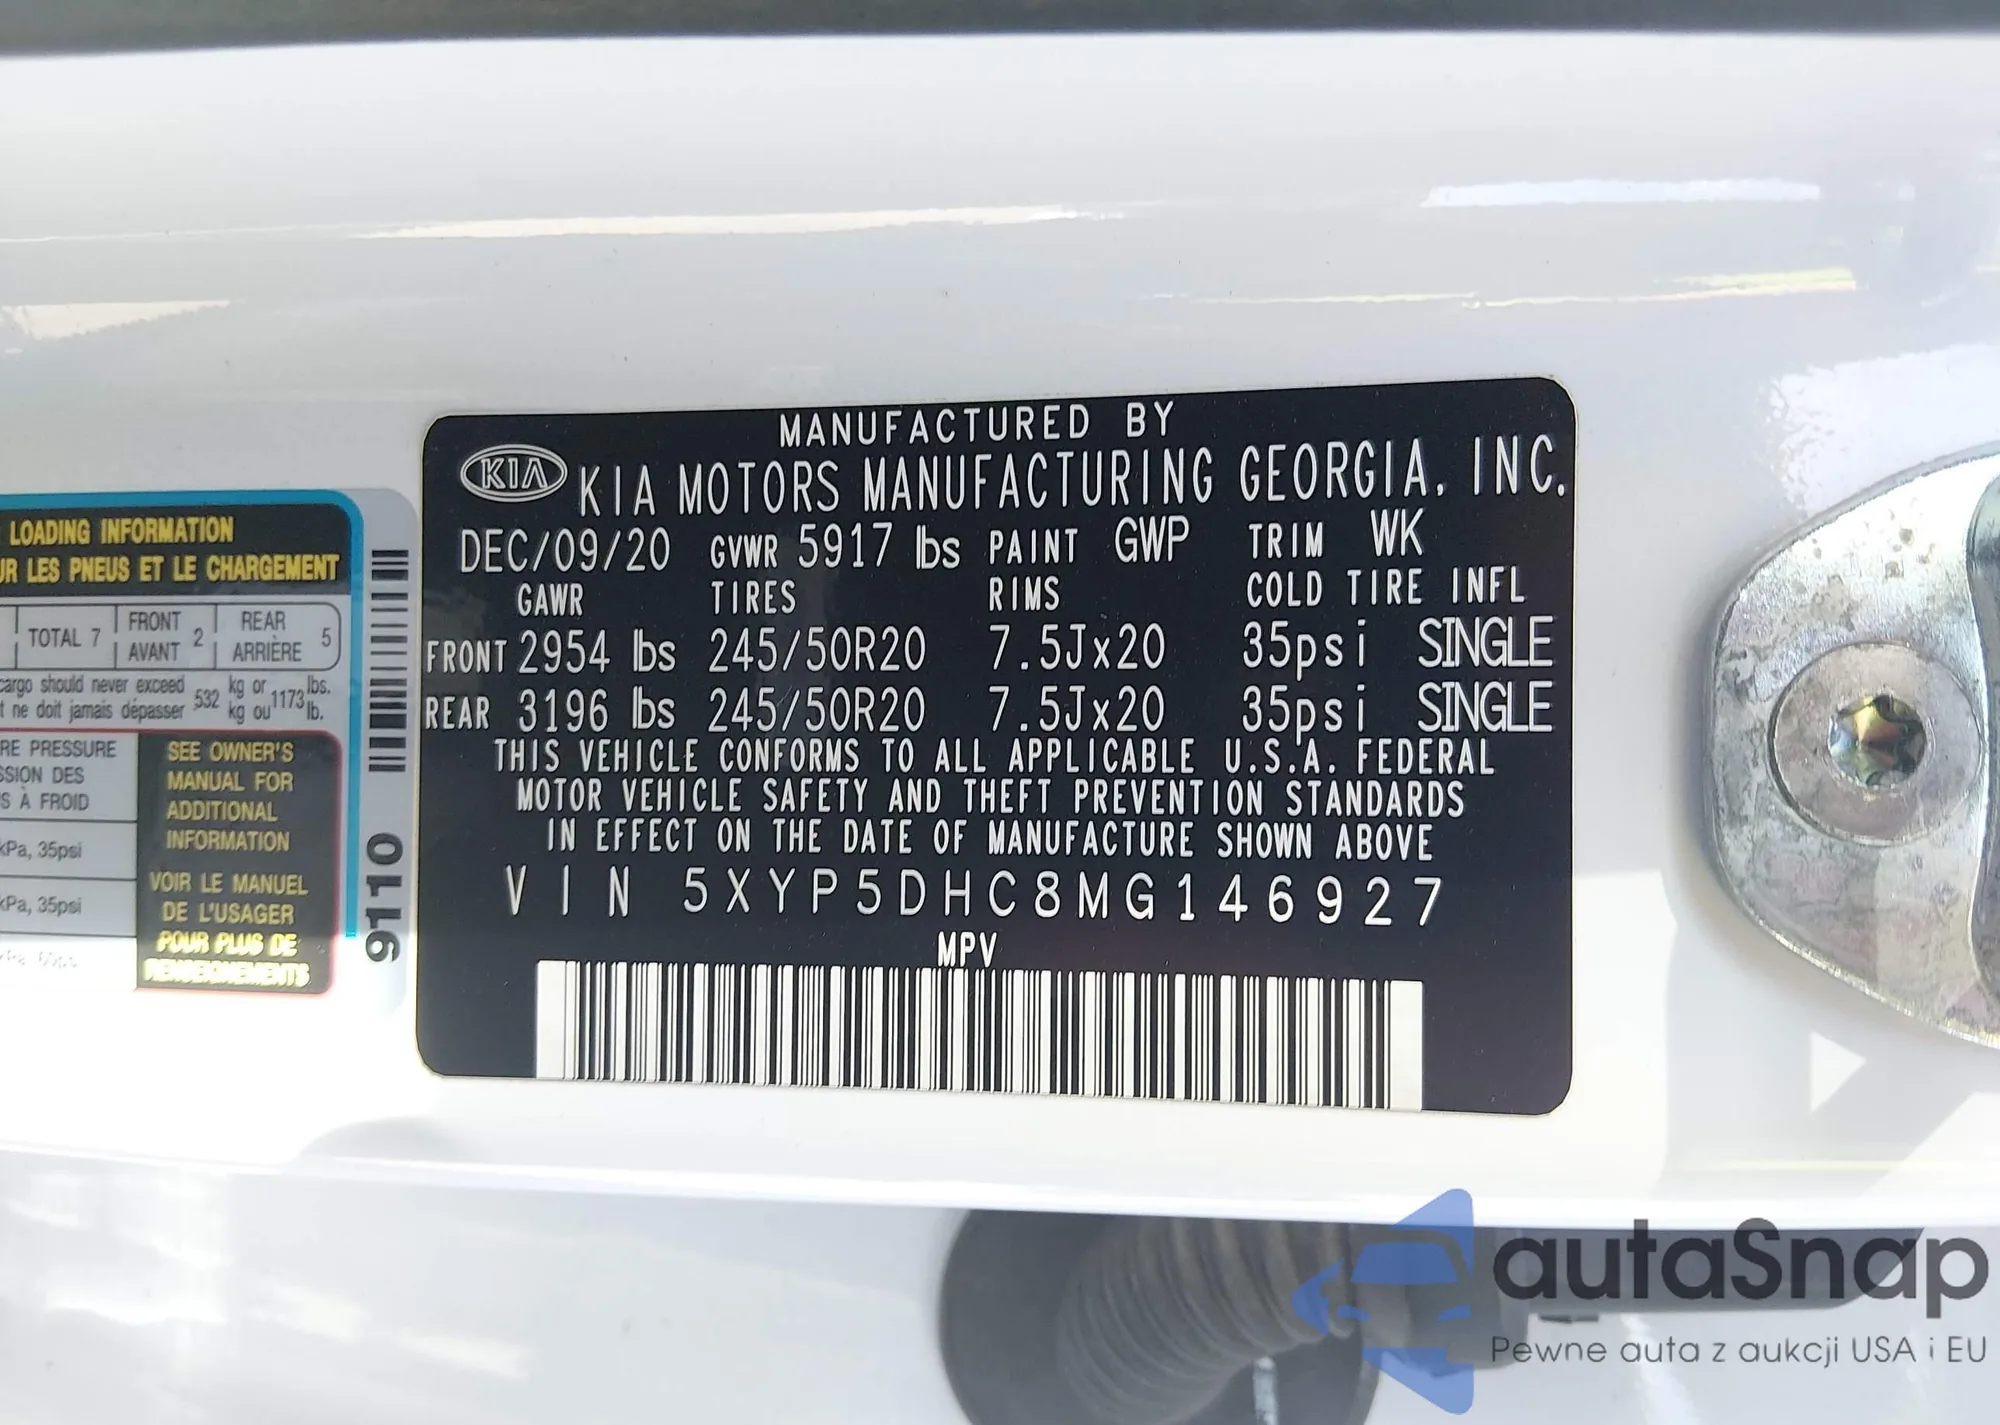 MANUFACTURED BY
KIA KIA MOTORS MANUFACTURING GEORGIA, INC.
DEC/09/20 GVWR 5917 lbs PAINT GWP TRIM WK
GAWR TIRES RIMS COLD TIRE INFL
FRONT 2954 lbs 245/50R20 7.5Jx20 35psi SINGLE
REAR 3196 lbs 245/50R20 7.5Jx20 35psi SINGLE
THIS VEHICLE CONFORMS TO ALL APPLICABLE U.S.A. FEDERAL
MOTOR VEHICLE SAFETY AND THEFT PREVENTION STANDARDS
IN EFFECT ON THE DATE OF MANUFACTURE SHOWN ABOVE
VIN 5XYP5DHC8MG146927
MPV
LOADING INFORMATION
UR LES PNEUS ET LE CHARGEMENT
TOTAL 7
FRONT
AVANT 2
REAR
ARRIÈRE 5
cargo should never exceed 532 kg or 1173 lbs.
t ne doit jamais dépasser kg ou lb.
RE PRESSURE
SSION DES
S À FROID
kPa, 35psi
kPa, 35psi
kPa, 60psi
SEE OWNER'S
MANUAL FOR
ADDITIONAL
INFORMATION
VOIR LE MANUEL
DE L'USAGER
POUR PLUS DE
RENSEIGNEMENTS
9110
autaSnap
Pewne auta z aukcji USA i EU